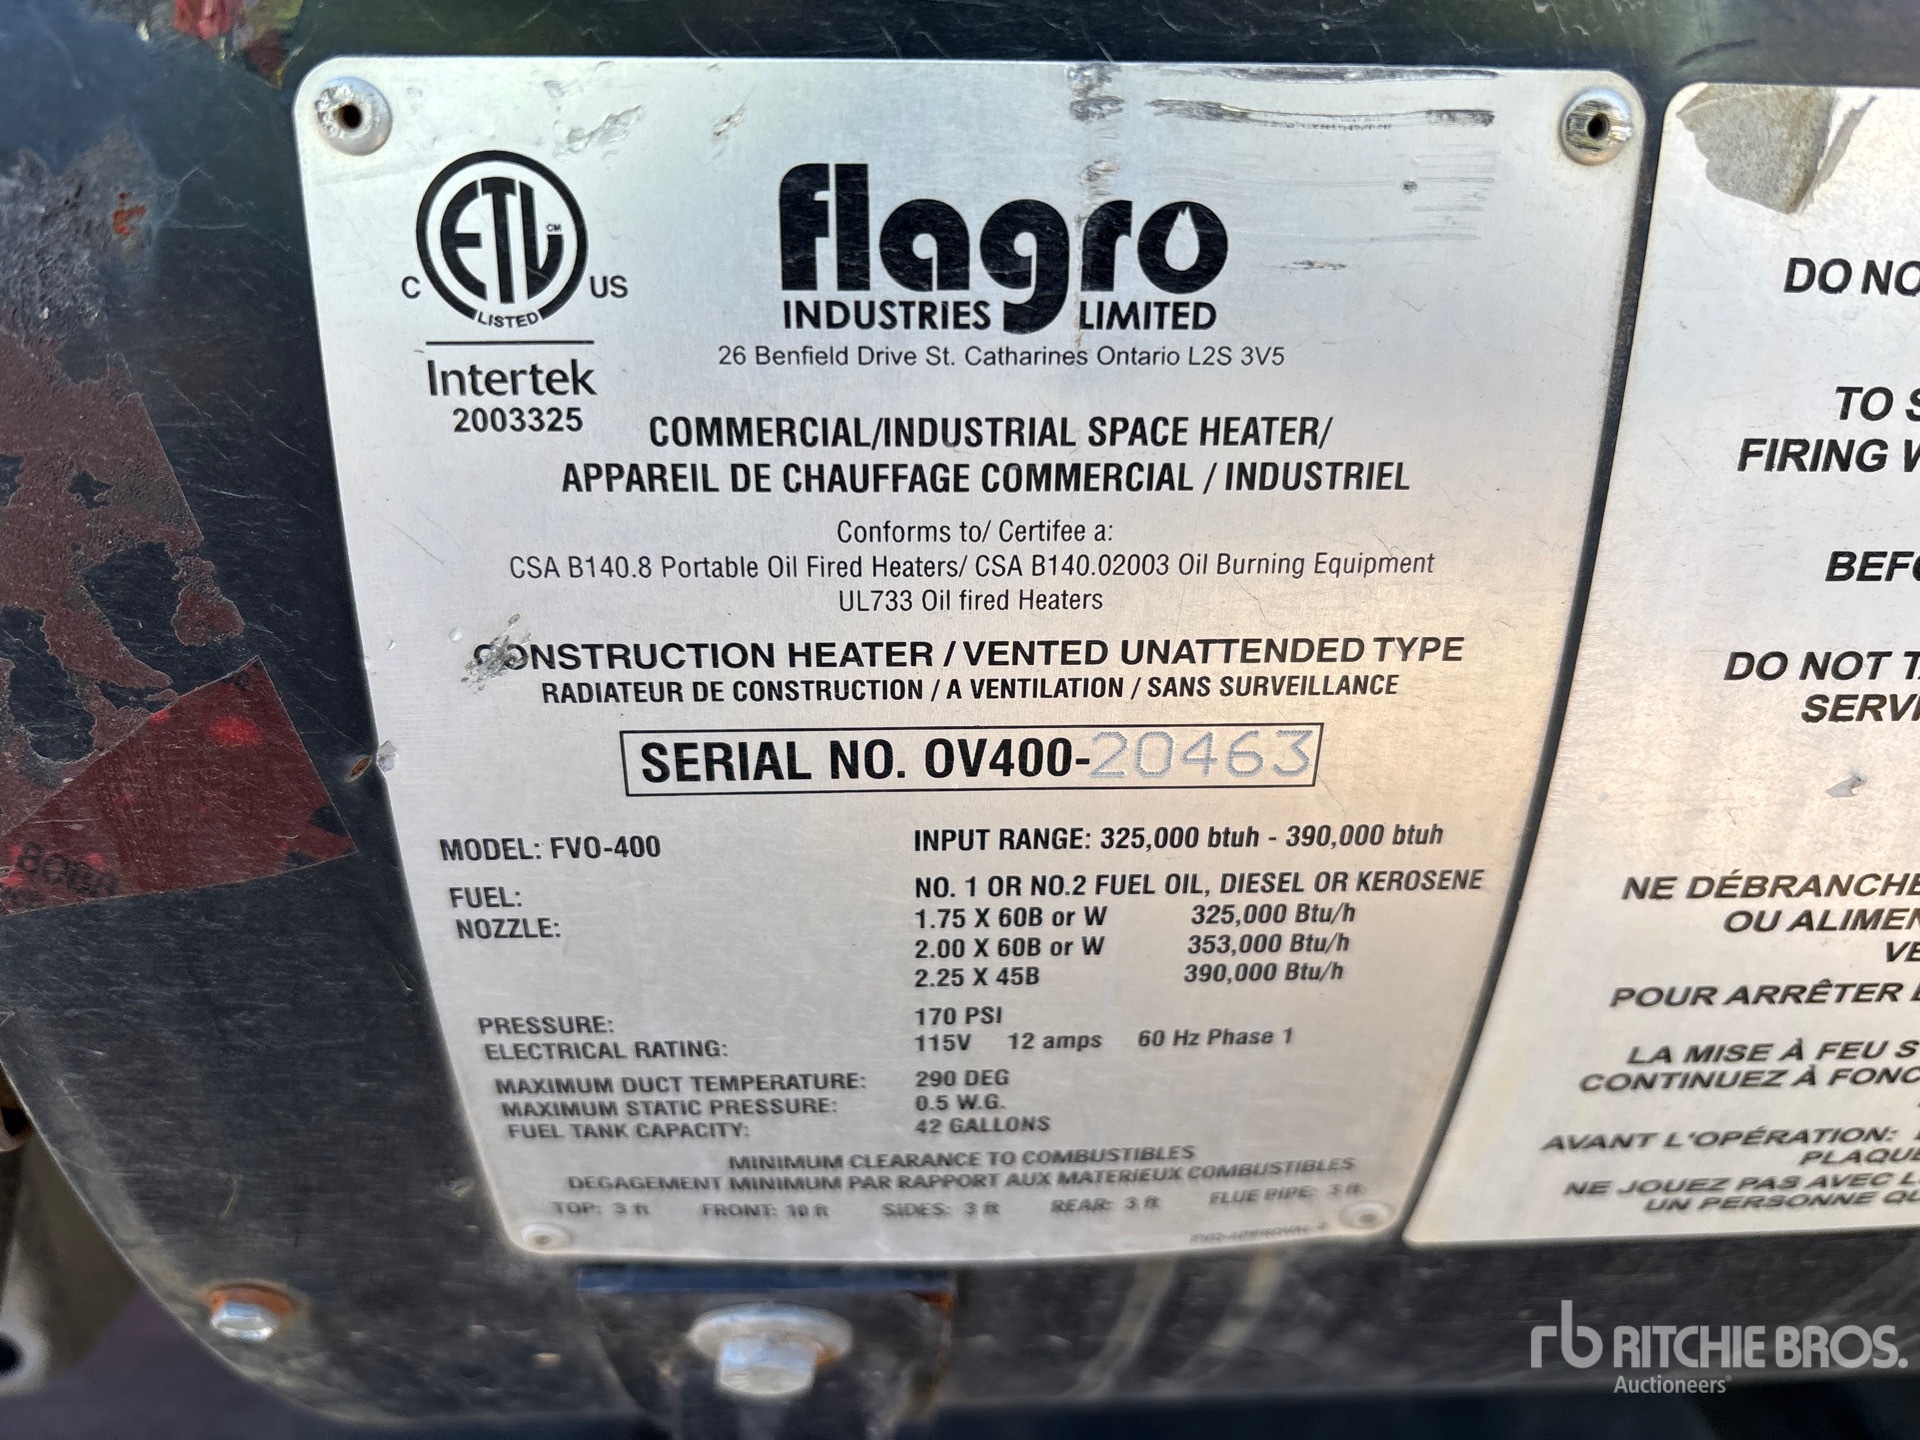 C ETL CM US
LISTED
Intertek
2003325
flagro
INDUSTRIES LIMITED
26 Benfield Drive St. Catharines Ontario L2S 3V5
COMMERCIAL/INDUSTRIAL SPACE HEATER/
APPAREIL DE CHAUFFAGE COMMERCIAL / INDUSTRIEL
Conforms to/ Certifee a:
CSA B140.8 Portable Oil Fired Heaters/ CSA B140.02003 Oil Burning Equipment
UL733 Oil fired Heaters
CONSTRUCTION HEATER / VENTED UNATTENDED TYPE
RADIATEUR DE CONSTRUCTION / A VENTILATION / SANS SURVEILLANCE
SERIAL NO. OV400-20463
MODEL: FVO-400 INPUT RANGE: 325,000 btuh - 390,000 btuh
FUEL: NO. 1 OR NO.2 FUEL OIL, DIESEL OR KEROSENE
NOZZLE: 1.75 X 60B or W 325,000 Btu/h
2.00 X 60B or W 353,000 Btu/h
2.25 X 45B 390,000 Btu/h
PRESSURE: 170 PSI
ELECTRICAL RATING: 115V 12 amps 60 Hz Phase 1
MAXIMUM DUCT TEMPERATURE: 290 DEG
MAXIMUM STATIC PRESSURE: 0.5 W.G.
FUEL TANK CAPACITY: 42 GALLONS
MINIMUM CLEARANCE TO COMBUSTIBLES
DEGAGEMENT MINIMUM PAR RAPPORT AUX MATERIEUX COMBUSTIBLES
TOP: 3 ft FRONT: 10 ft SIDES: 3 ft REAR: 3 ft FLUE PIPE: 3 ft
DO NO
TO S
FIRING W
BEFO
DO NOT TA
SERVI
NE DÉBRANCHE
OU ALIMEN
VE
POUR ARRÊTER
LA MISE À FEU S
CONTINUEZ À FONC
AVANT L'OPÉRATION:
PLAQUE
NE JOUEZ PAS AVEC L
UN PERSONNE QU
rb RITCHIE BROS.
Auctioneers